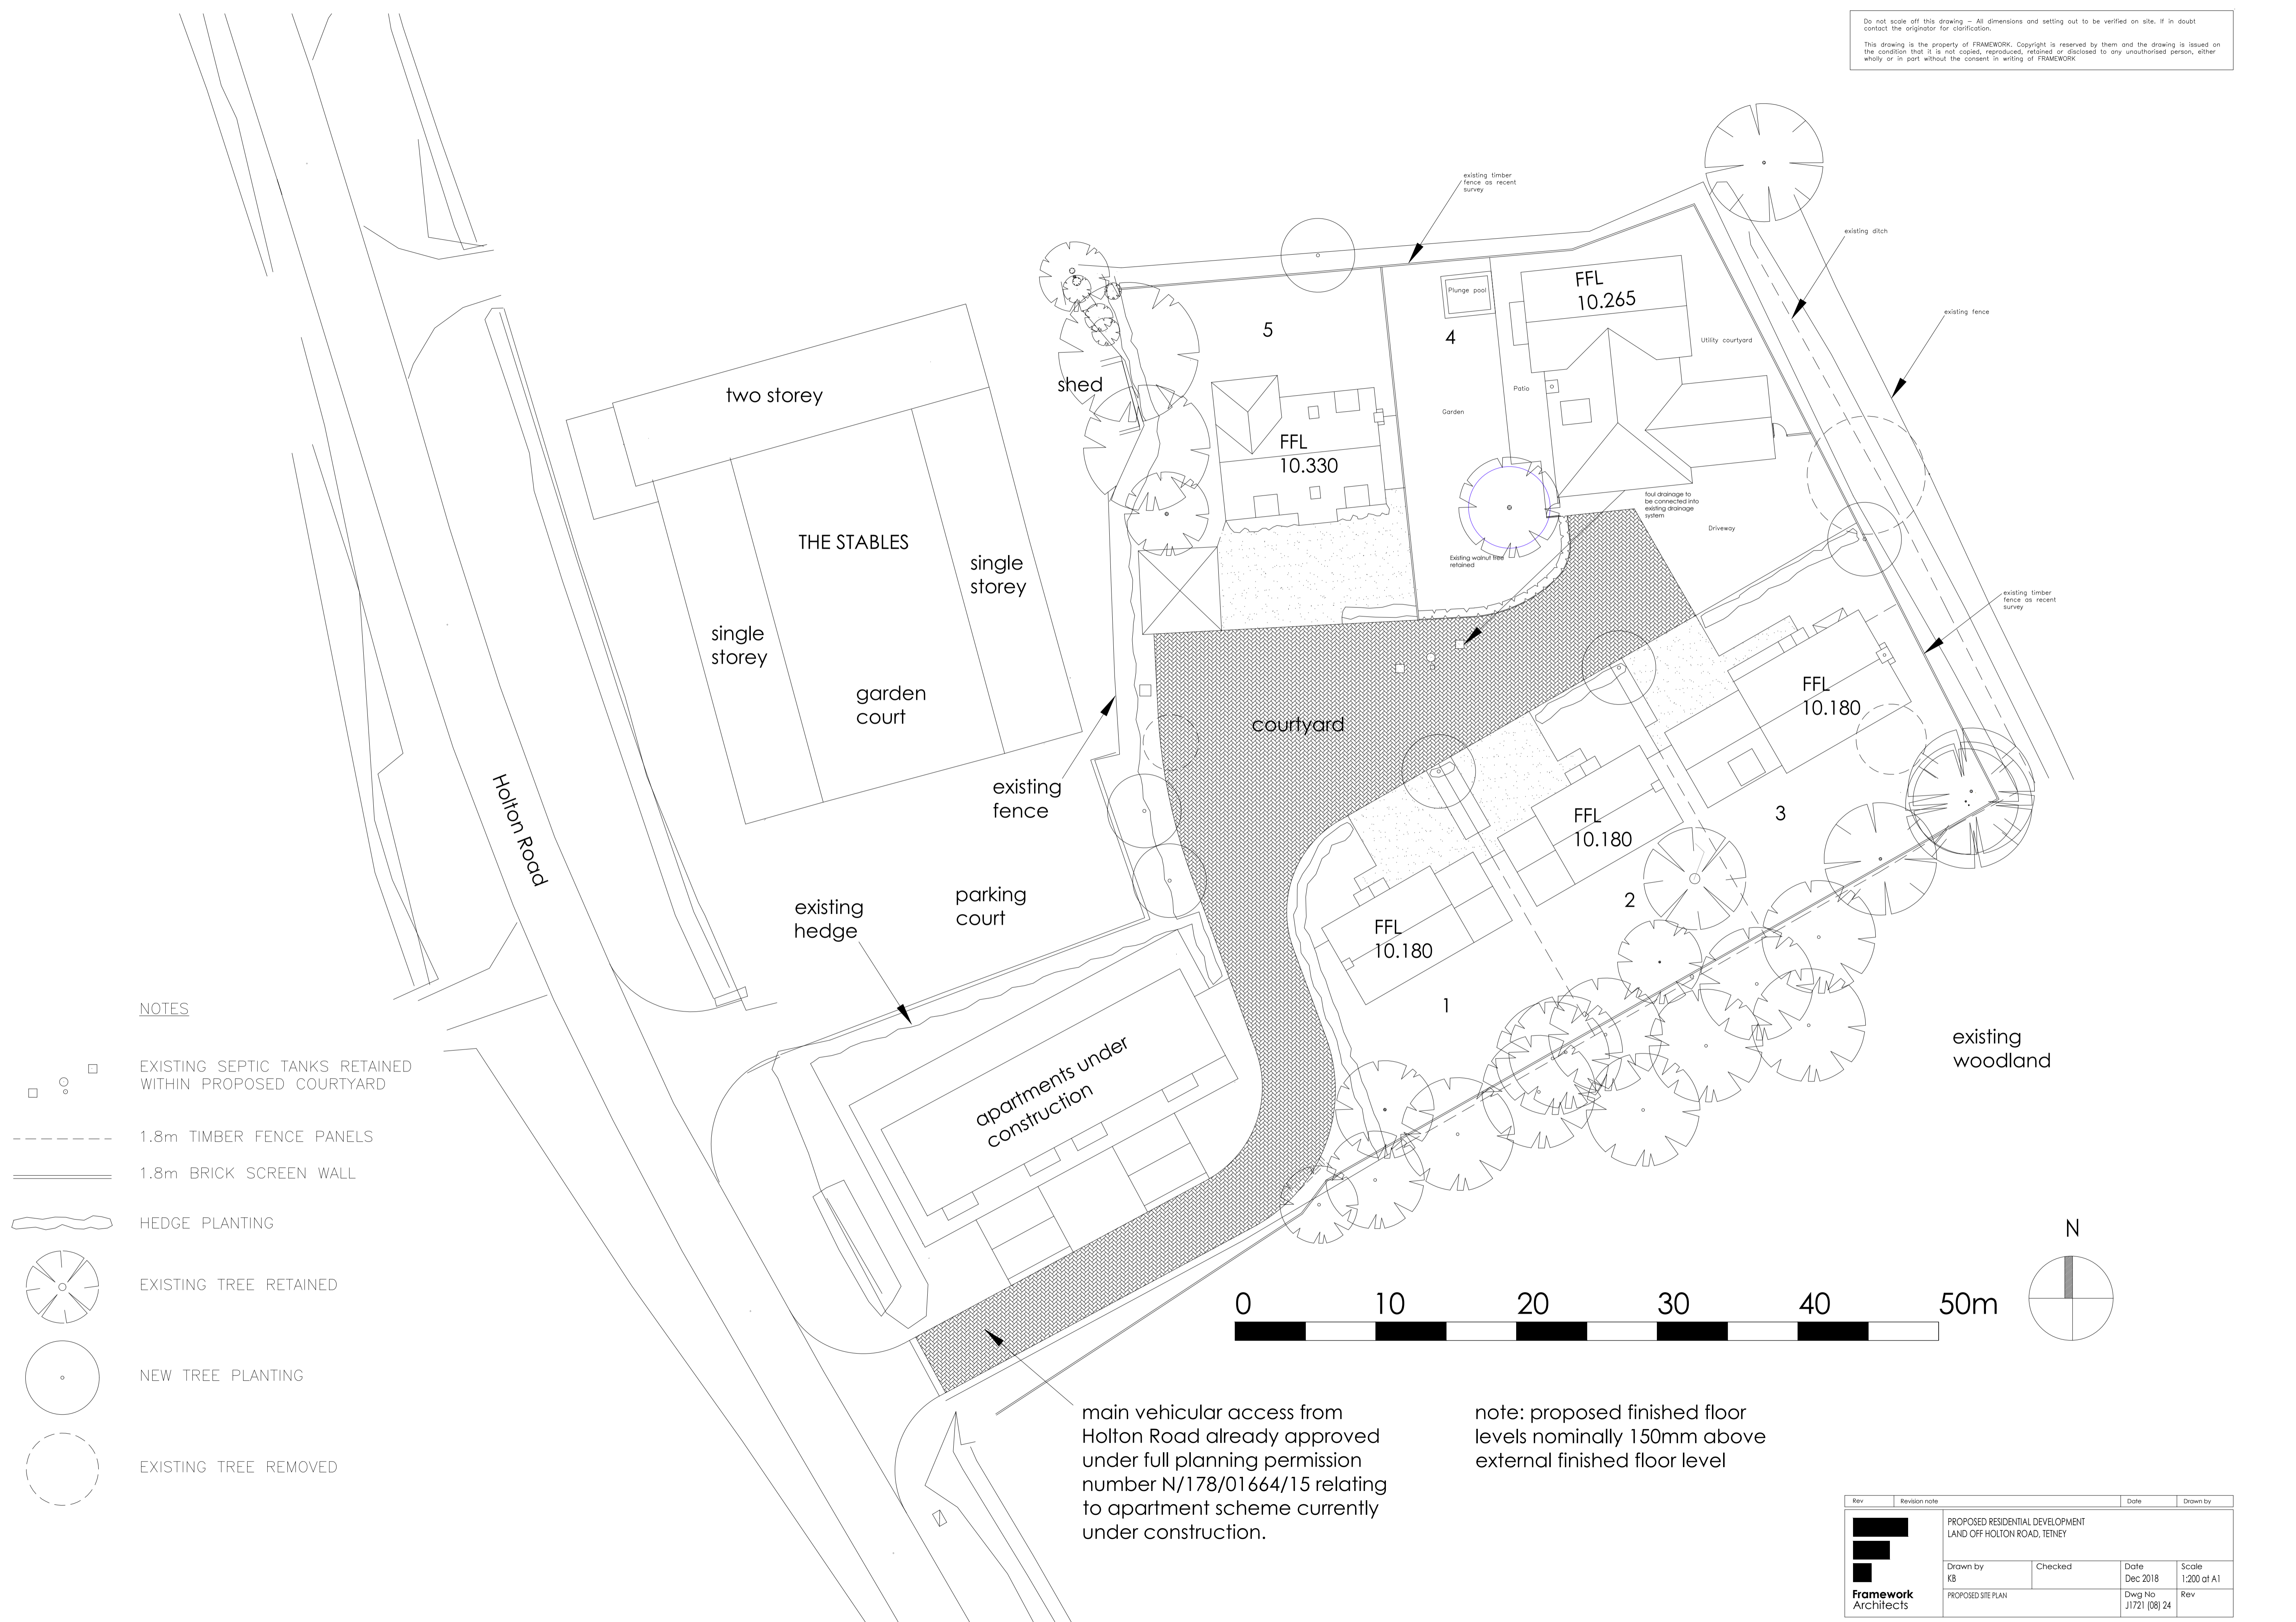 Do not scale off this drawing – All dimensions and setting out to be verified on site. If in doubt
contact the originator for clarification.
This drawing is the property of FRAMEWORK. Copyright is reserved by them and the drawing is issued on
the condition that it is not copied, reproduced, retained or disclosed to any unauthorised person, either
wholly or in part without the consent in writing of FRAMEWORK
existing timber
fence as recent
survey
existing ditch
existing fence
FFL
10.265
Plunge pool
5
4
Utility courtyard
shed
Patio
Garden
two storey
FFL
10.330
foul drainage to
be connected into
existing drainage
system
Driveway
THE STABLES
single
storey
Existing walnut tree
retained
existing timber
fence as recent
survey
single
storey
garden
court
FFL
10.180
courtyard
existing
fence
Holton Road
FFL
10.180
3
2
parking
court
existing
hedge
FFL
10.180
1
existing
woodland
apartments under
construction
NOTES
EXISTING SEPTIC TANKS RETAINED
WITHIN PROPOSED COURTYARD
1.8m TIMBER FENCE PANELS
1.8m BRICK SCREEN WALL
HEDGE PLANTING
EXISTING TREE RETAINED
NEW TREE PLANTING
EXISTING TREE REMOVED
N
0 10 20 30 40 50m
main vehicular access from
Holton Road already approved
under full planning permission
number N/178/01664/15 relating
to apartment scheme currently
under construction.
note: proposed finished floor
levels nominally 150mm above
external finished floor level
Rev Revision note Date Drawn by
PROPOSED RESIDENTIAL DEVELOPMENT
LAND OFF HOLTON ROAD, TETNEY
Drawn by Checked Date Scale
KB Dec 2018 1:200 at A1
PROPOSED SITE PLAN Dwg No Rev
J1721 (08) 24
Framework
Architects